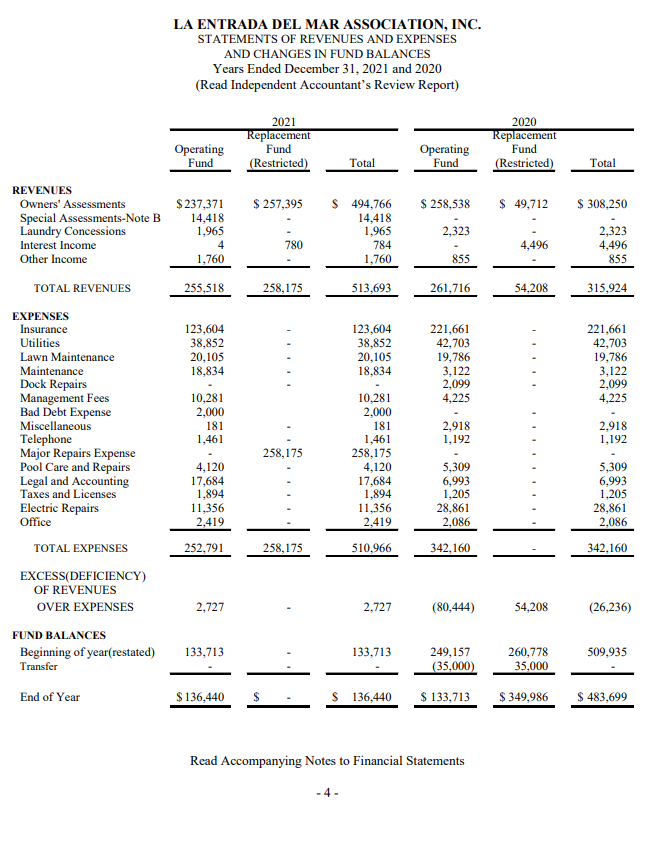 LA ENTRADA DEL MAR ASSOCIATION, INC.
STATEMENTS OF REVENUES AND EXPENSES
AND CHANGES IN FUND BALANCES
Years Ended December 31, 2021 and 2020
(Read Independent Accountant's Review Report)
2021 2020
Replacement Replacement
Operating Fund Operating Fund
Fund (Restricted) Total Fund (Restricted) Total
REVENUES
Owners' Assessments $ 237,371 $ 257,395 $ 494,766 $ 258,538 $ 49,712 $ 308,250
Special Assessments-Note B 14,418 - 14,418 - - -
Laundry Concessions 1,965 - 1,965 2,323 - 2,323
Interest Income 4 780 784 - 4,496 4,496
Other Income 1,760 - 1,760 855 - 855
TOTAL REVENUES 255,518 258,175 513,693 261,716 54,208 315,924
EXPENSES
Insurance 123,604 - 123,604 221,661 - 221,661
Utilities 38,852 - 38,852 42,703 - 42,703
Lawn Maintenance 20,105 - 20,105 19,786 - 19,786
Maintenance 18,834 - 18,834 3,122 - 3,122
Dock Repairs - - 2,099 - 2,099
Management Fees 10,281 10,281 4,225 - 4,225
Bad Debt Expense 2,000 2,000 - - -
Miscellaneous 181 - 181 2,918 - 2,918
Telephone 1,461 - 1,461 1,192 - 1,192
Major Repairs Expense - 258,175 258,175 - - -
Pool Care and Repairs 4,120 - 4,120 5,309 - 5,309
Legal and Accounting 17,684 - 17,684 6,993 - 6,993
Taxes and Licenses 1,894 - 1,894 1,205 - 1,205
Electric Repairs 11,356 - 11,356 28,861 - 28,861
Office 2,419 - 2,419 2,086 - 2,086
TOTAL EXPENSES 252,791 258,175 510,966 342,160 - 342,160
EXCESS(DEFICIENCY)
OF REVENUES
OVER EXPENSES 2,727 - 2,727 (80,444) 54,208 (26,236)
FUND BALANCES
Beginning of year(restated) 133,713 - 133,713 249,157 260,778 509,935
Transfer - - - (35,000) 35,000 -
End of Year $ 136,440 $ - $ 136,440 $ 133,713 $ 349,986 $ 483,699
Read Accompanying Notes to Financial Statements
- 4 -